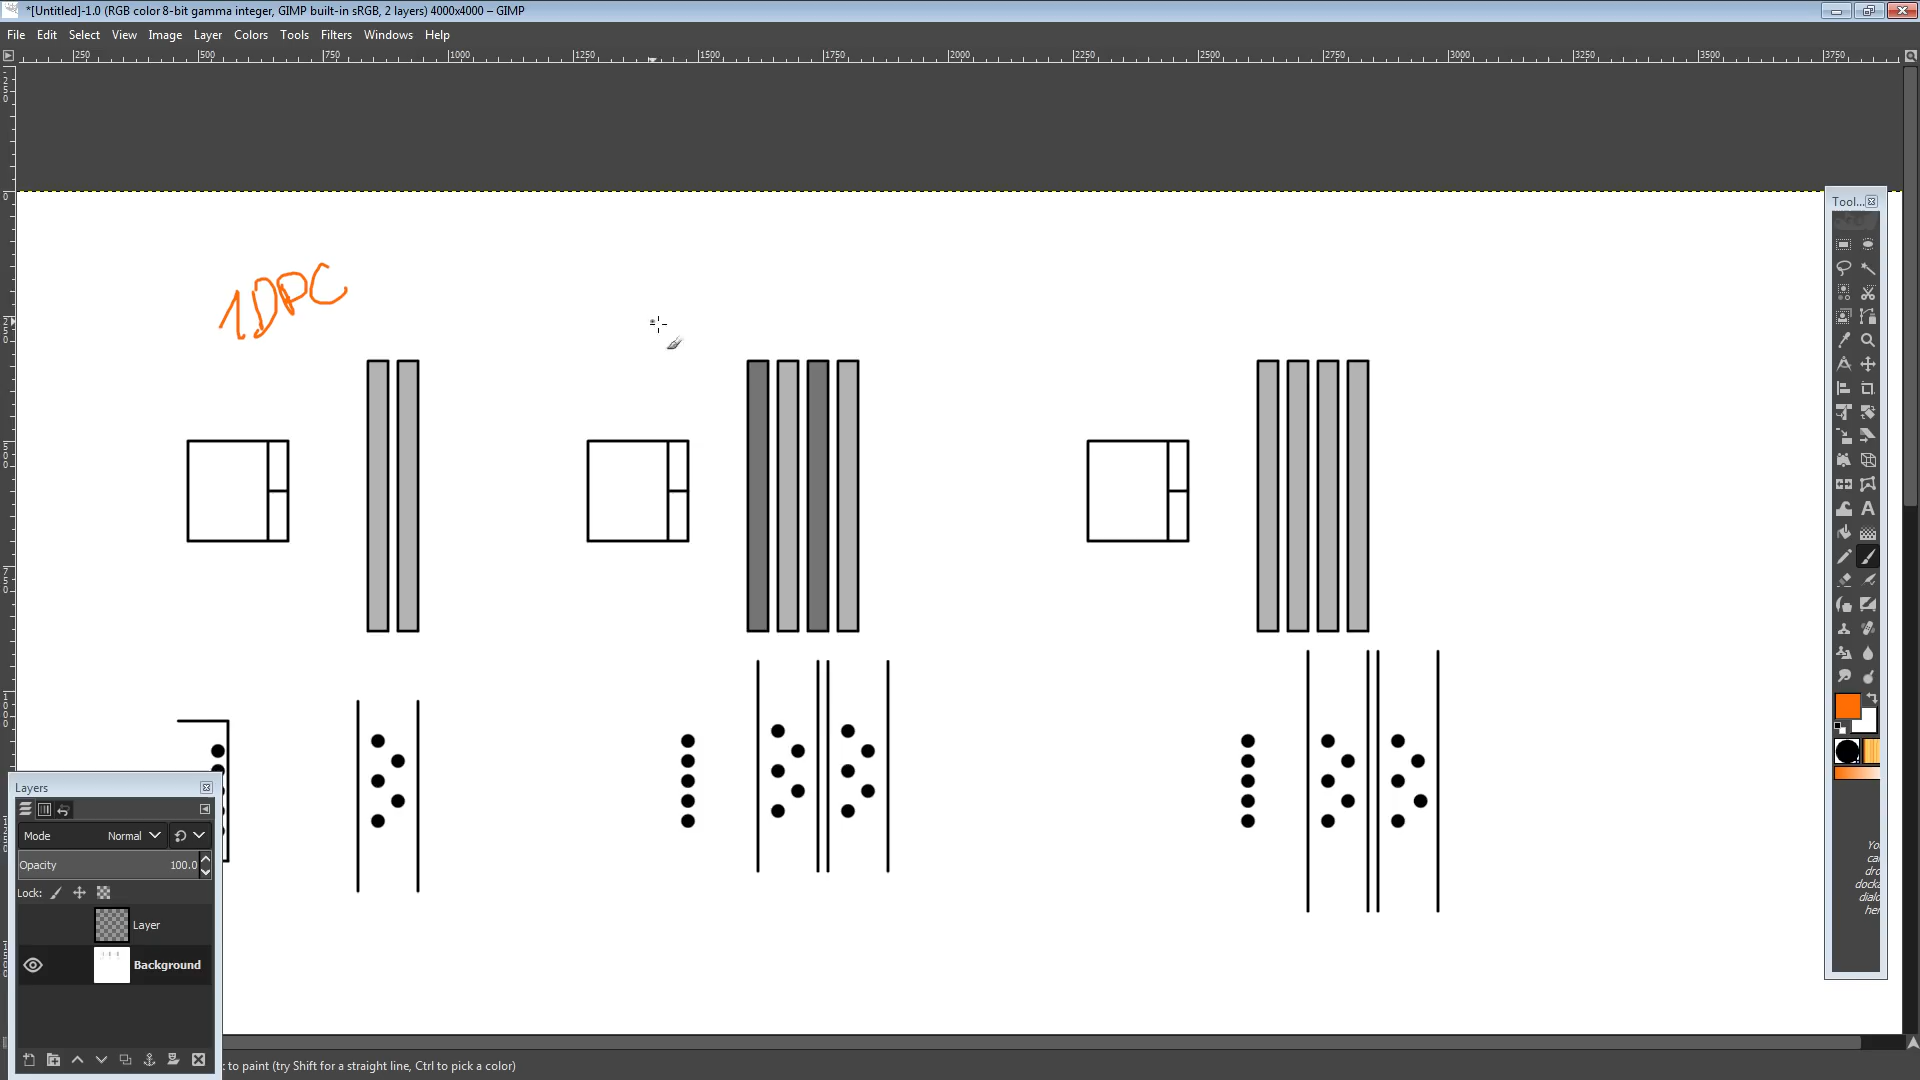 *[Untitled]-1.0 (RGB color 8-bit gamma integer, GIMP built-in sRGB, 2 layers) 4000x4000 – GIMP
File Edit Select View Image Layer Colors Tools Filters Windows Help
250 500 750 1000 1250 1500 1750 2000 2250 2500 2750 3000 3250 3500 3750
Tool...
1DPC
Layers
Mode Normal
Opacity 100.0
Lock:
Layer
Background
to paint (try Shift for a straight line, Ctrl to pick a color)